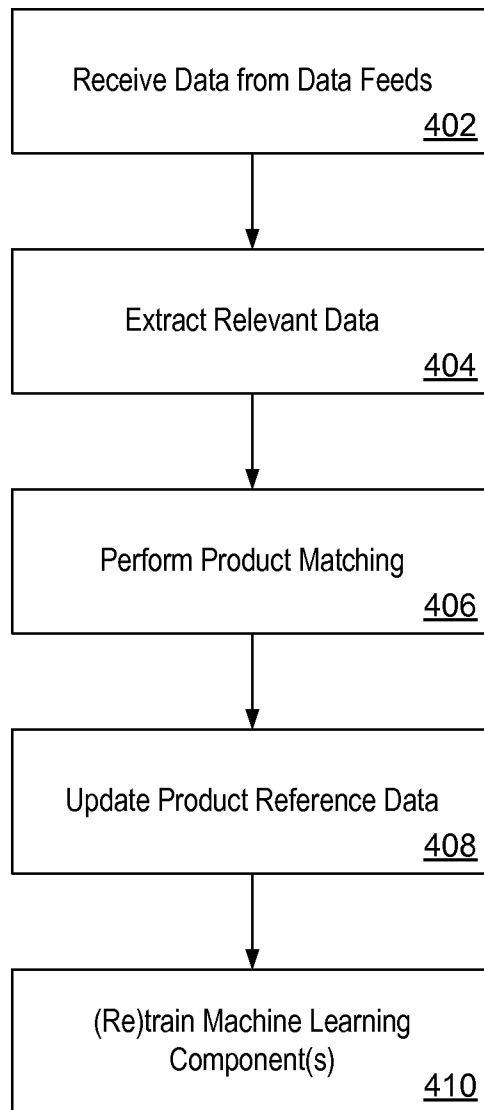 Receive Data from Data Feeds
402
Extract Relevant Data
404
Perform Product Matching
406
Update Product Reference Data
408
(Re)train Machine Learning
Component(s)
410